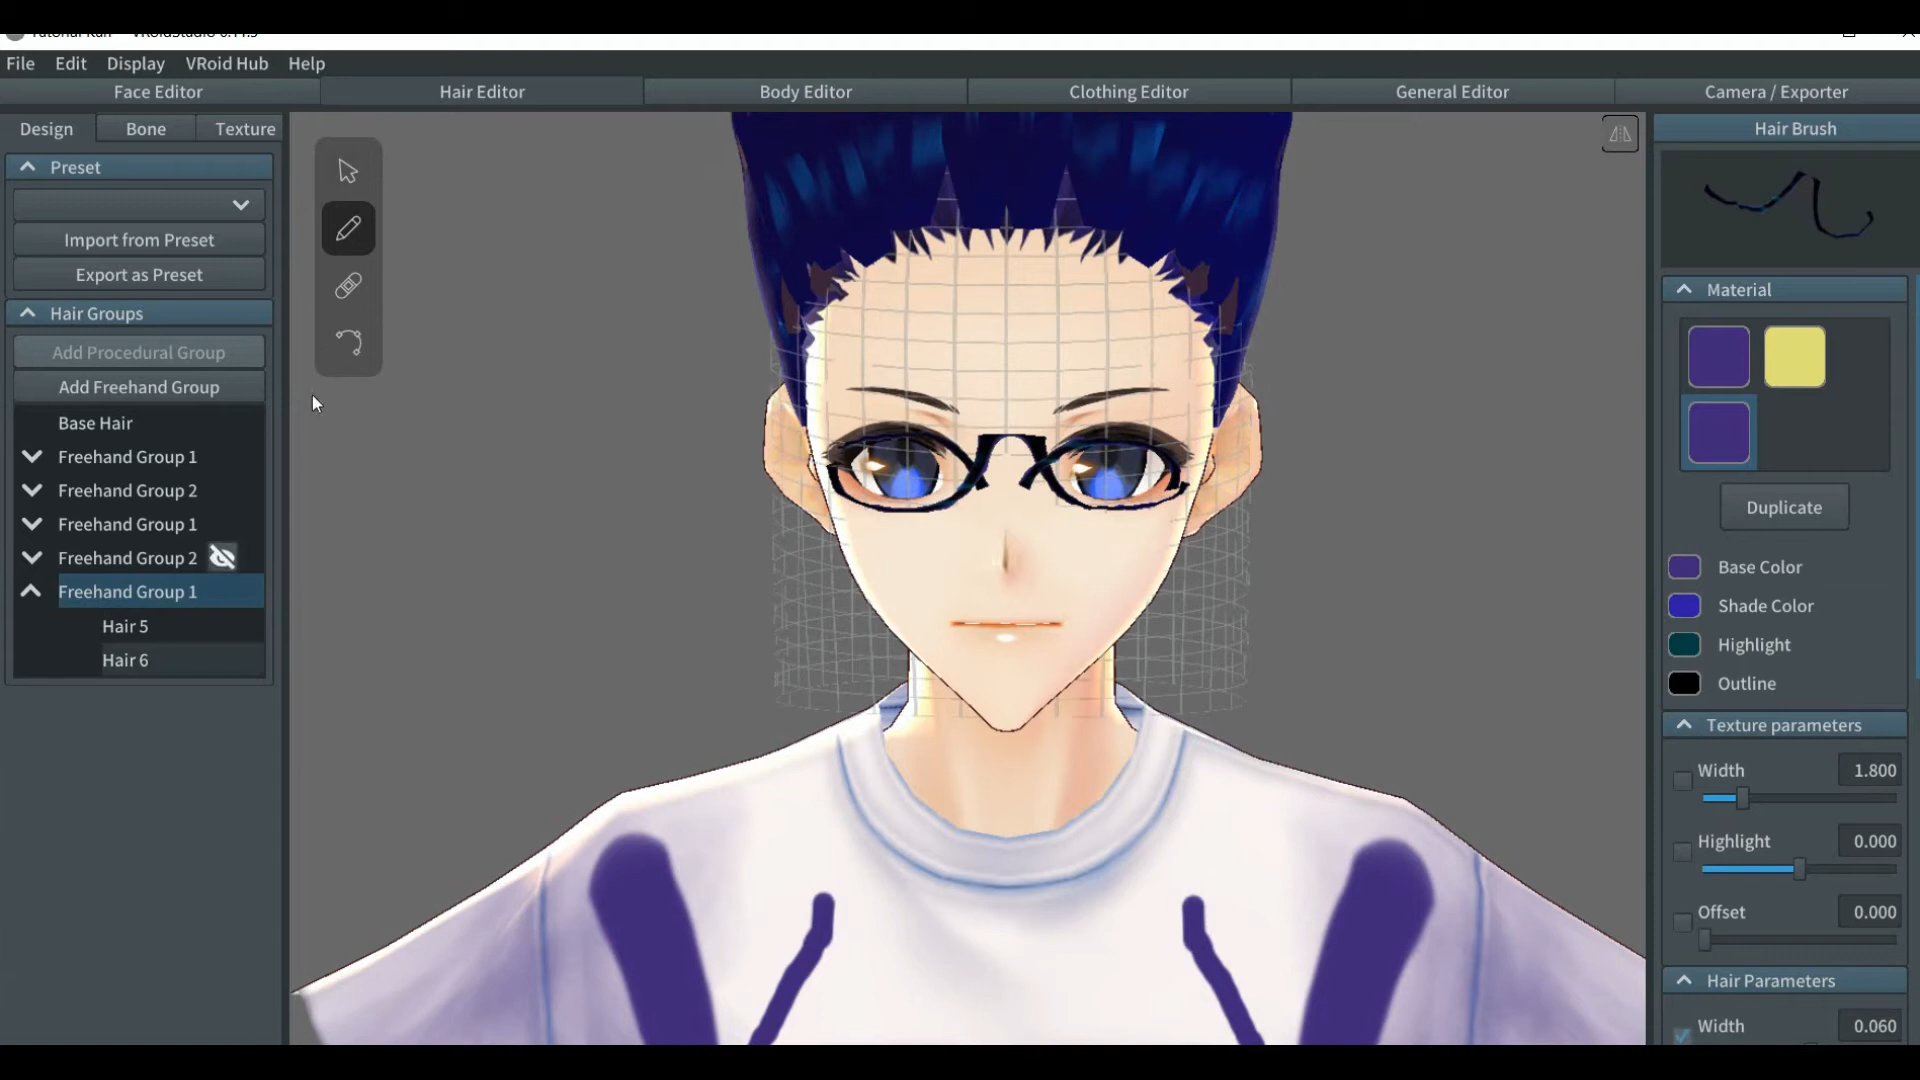 File Edit Display VRoid Hub Help
Face Editor Hair Editor Body Editor Clothing Editor General Editor Camera / Exporter
Design Bone Texture
Preset
Import from Preset
Export as Preset
Hair Groups
Add Procedural Group
Add Freehand Group
Base Hair
Freehand Group 1
Freehand Group 2
Freehand Group 1
Freehand Group 2
Freehand Group 1
Hair 5
Hair 6
Hair Brush
Material
Duplicate
Base Color
Shade Color
Highlight
Outline
Texture parameters
Width 1.800
Highlight 0.000
Offset 0.000
Hair Parameters
Width 0.060